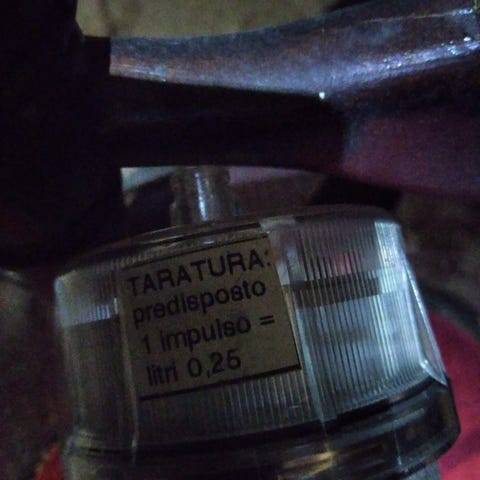 TARATURA:
predisposto
1 impulso =
litri 0,25